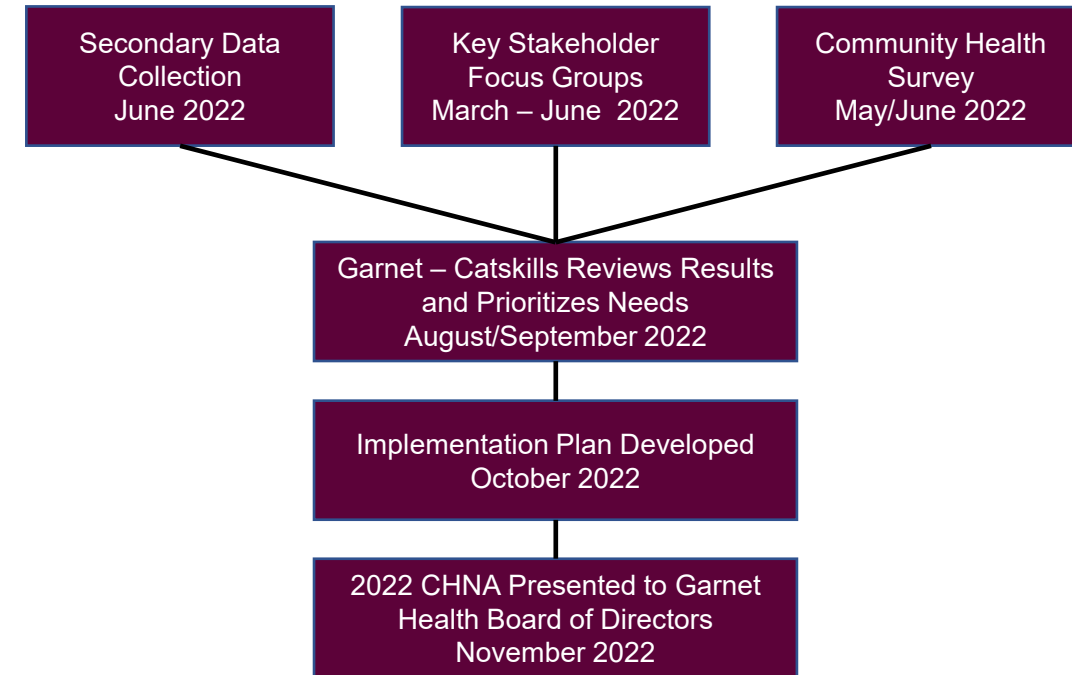 Secondary Data
Collection
June 2022
Key Stakeholder
Focus Groups
March – June  2022
Community Health
Survey
May/June 2022
Garnet – Catskills Reviews Results
and Prioritizes Needs
August/September 2022
Implementation Plan Developed
October 2022
2022 CHNA Presented to Garnet
Health Board of Directors
November 2022